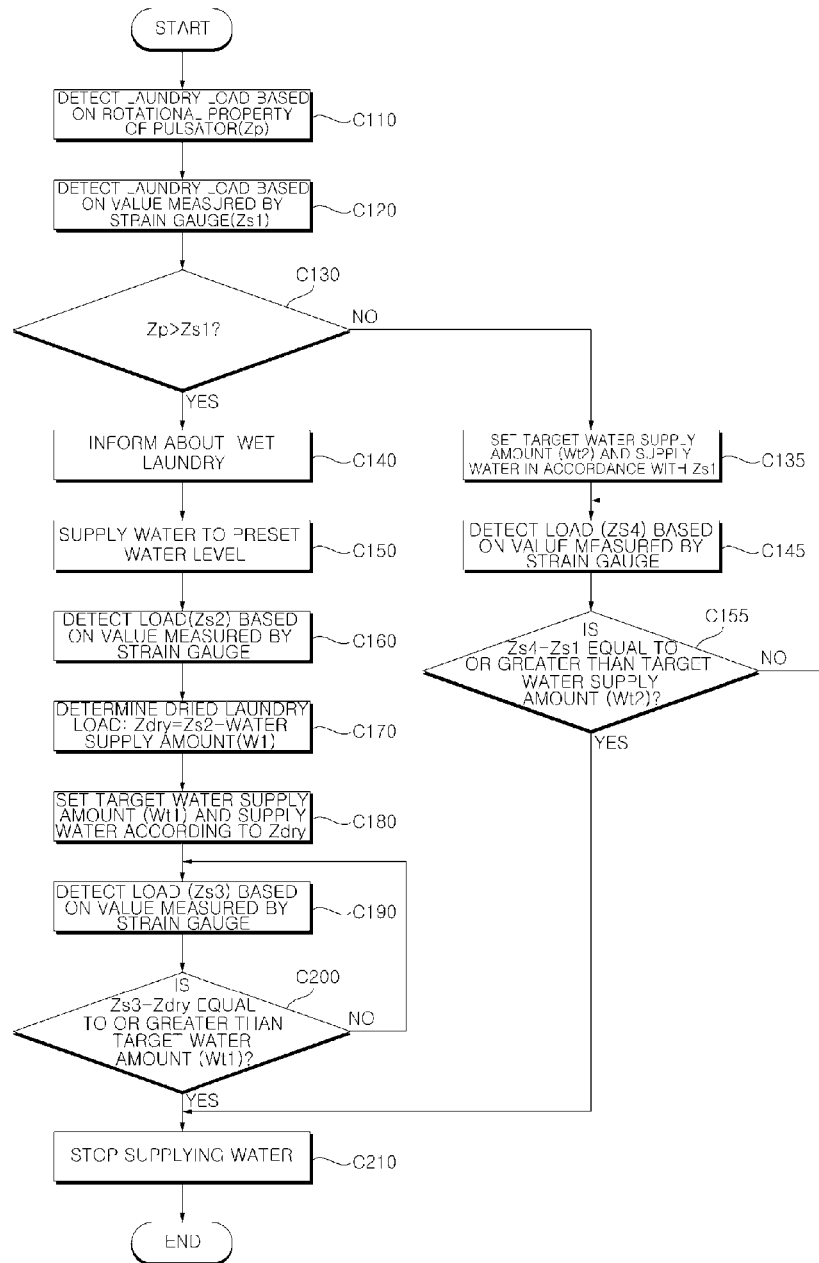 START
DETECT LAUNDRY LOAD BASED
ON ROTATIONAL PROPERTY
OF PULSATOR(Zp)
C110
DETECT LAUNDRY LOAD BASED
ON VALUE MEASURED BY
STRAIN GAUGE(Zs1)
C120
C130
Zp>Zs1?
NO
YES
INFORM ABOUT WET
LAUNDRY
C140
SUPPLY WATER TO PRESET
WATER LEVEL
C150
DETECT LOAD(Zs2) BASED
ON VALUE MEASURED BY
STRAIN GAUGE
C160
DETERMINE DRIED LAUNDRY
LOAD: Zdry=Zs2-WATER
SUPPLY AMOUNT(W1)
C170
SET TARGET WATER SUPPLY
AMOUNT (Wt1) AND SUPPLY
WATER ACCORDING TO Zdry
C180
DETECT LOAD (Zs3) BASED
ON VALUE MEASURED BY
STRAIN GAUGE
C190
C200
IS
Zs3-Zdry EQUAL
TO OR GREATER THAN
TARGET WATER
AMOUNT (Wt1)?
NO
YES
SET TARGET WATER SUPPLY
AMOUNT (Wt2) AND SUPPLY
WATER IN ACCORDANCE WITH Zs1
C135
DETECT LOAD (ZS4) BASED
ON VALUE MEASURED BY
STRAIN GAUGE
C145
C155
IS
Zs4-Zs1 EQUAL TO
OR GREATER THAN TARGET
WATER SUPPLY
AMOUNT (Wt2)?
NO
YES
STOP SUPPLYING WATER
C210
END